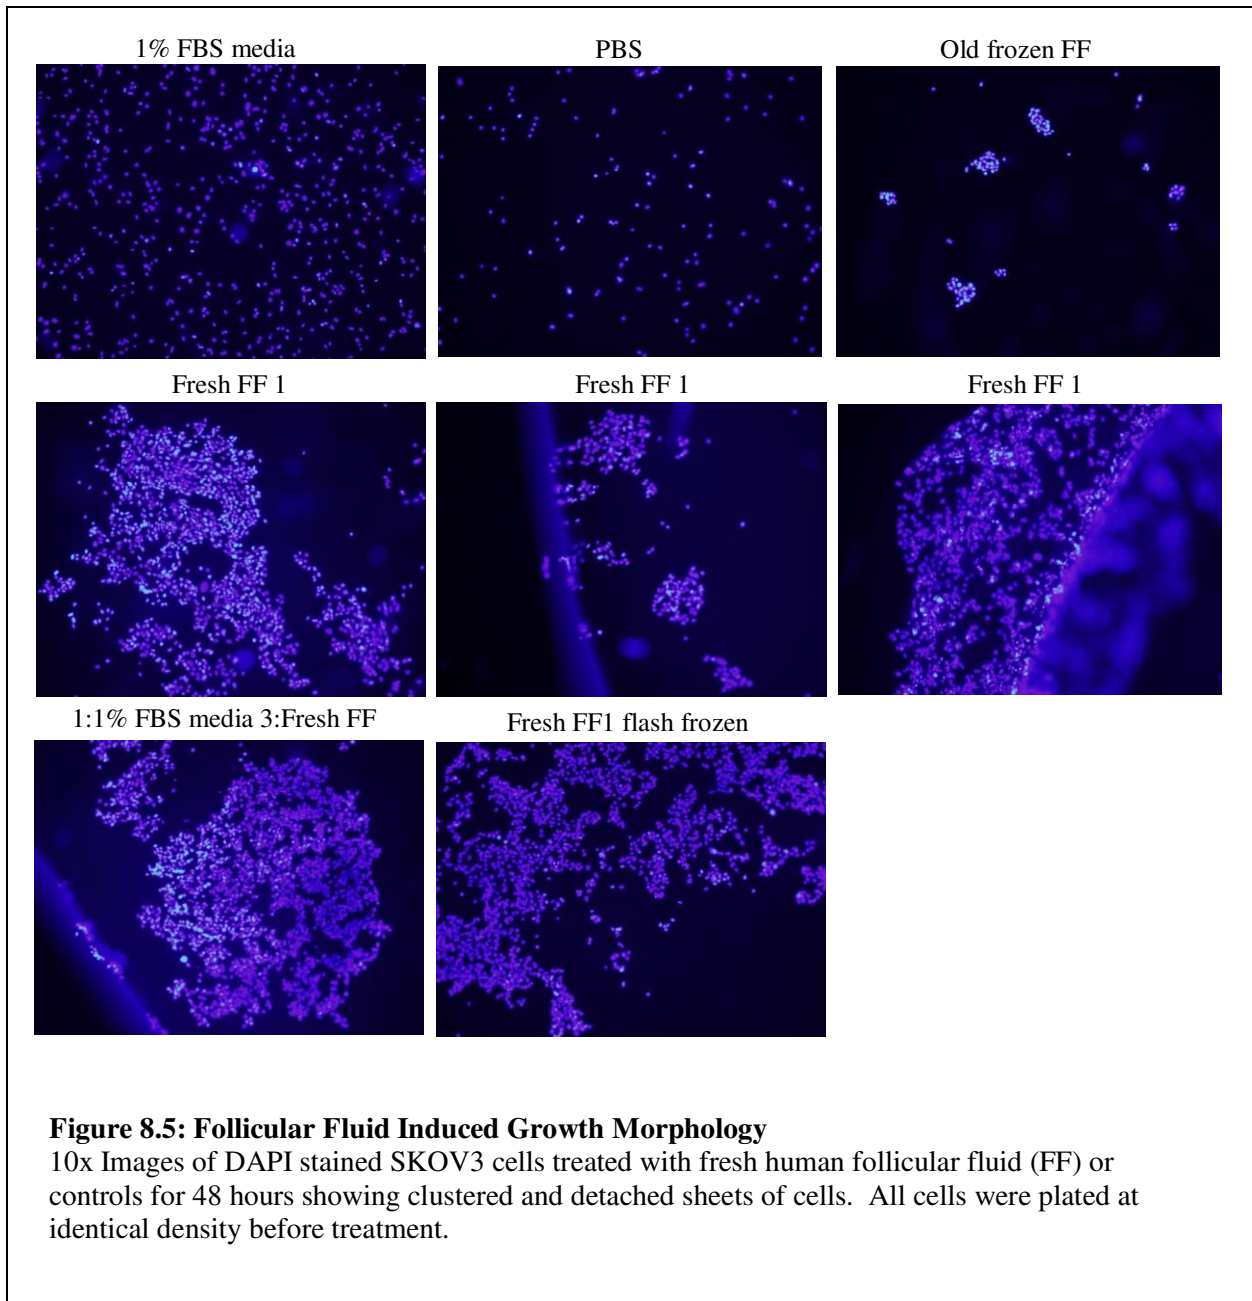 1% FBS media
PBS
Old frozen FF
Fresh FF 1
Fresh FF 1
Fresh FF 1
1:1% FBS media 3:Fresh FF
Fresh FF1 flash frozen
Figure 8.5: Follicular Fluid Induced Growth Morphology
10x Images of DAPI stained SKOV3 cells treated with fresh human follicular fluid (FF) or
controls for 48 hours showing clustered and detached sheets of cells.  All cells were plated at
identical density before treatment.